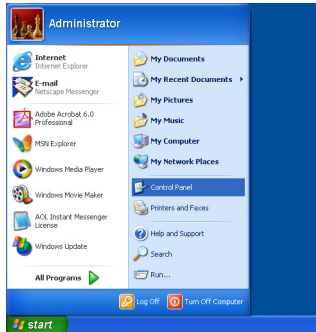 Administrator
Internet
Internet Explorer
E-mail
Netscape Messenger
Adobe Acrobat 6.0
Professional
MSN Explorer
Windows Media Player
Windows Movie Maker
AOL Instant Messenger
License
Windows Update
All Programs
My Documents
My Recent Documents
My Pictures
My Music
My Computer
My Network Places
Control Panel
Printers and Faxes
Help and Support
Search
Run...
Log Off
Turn Off Computer
start